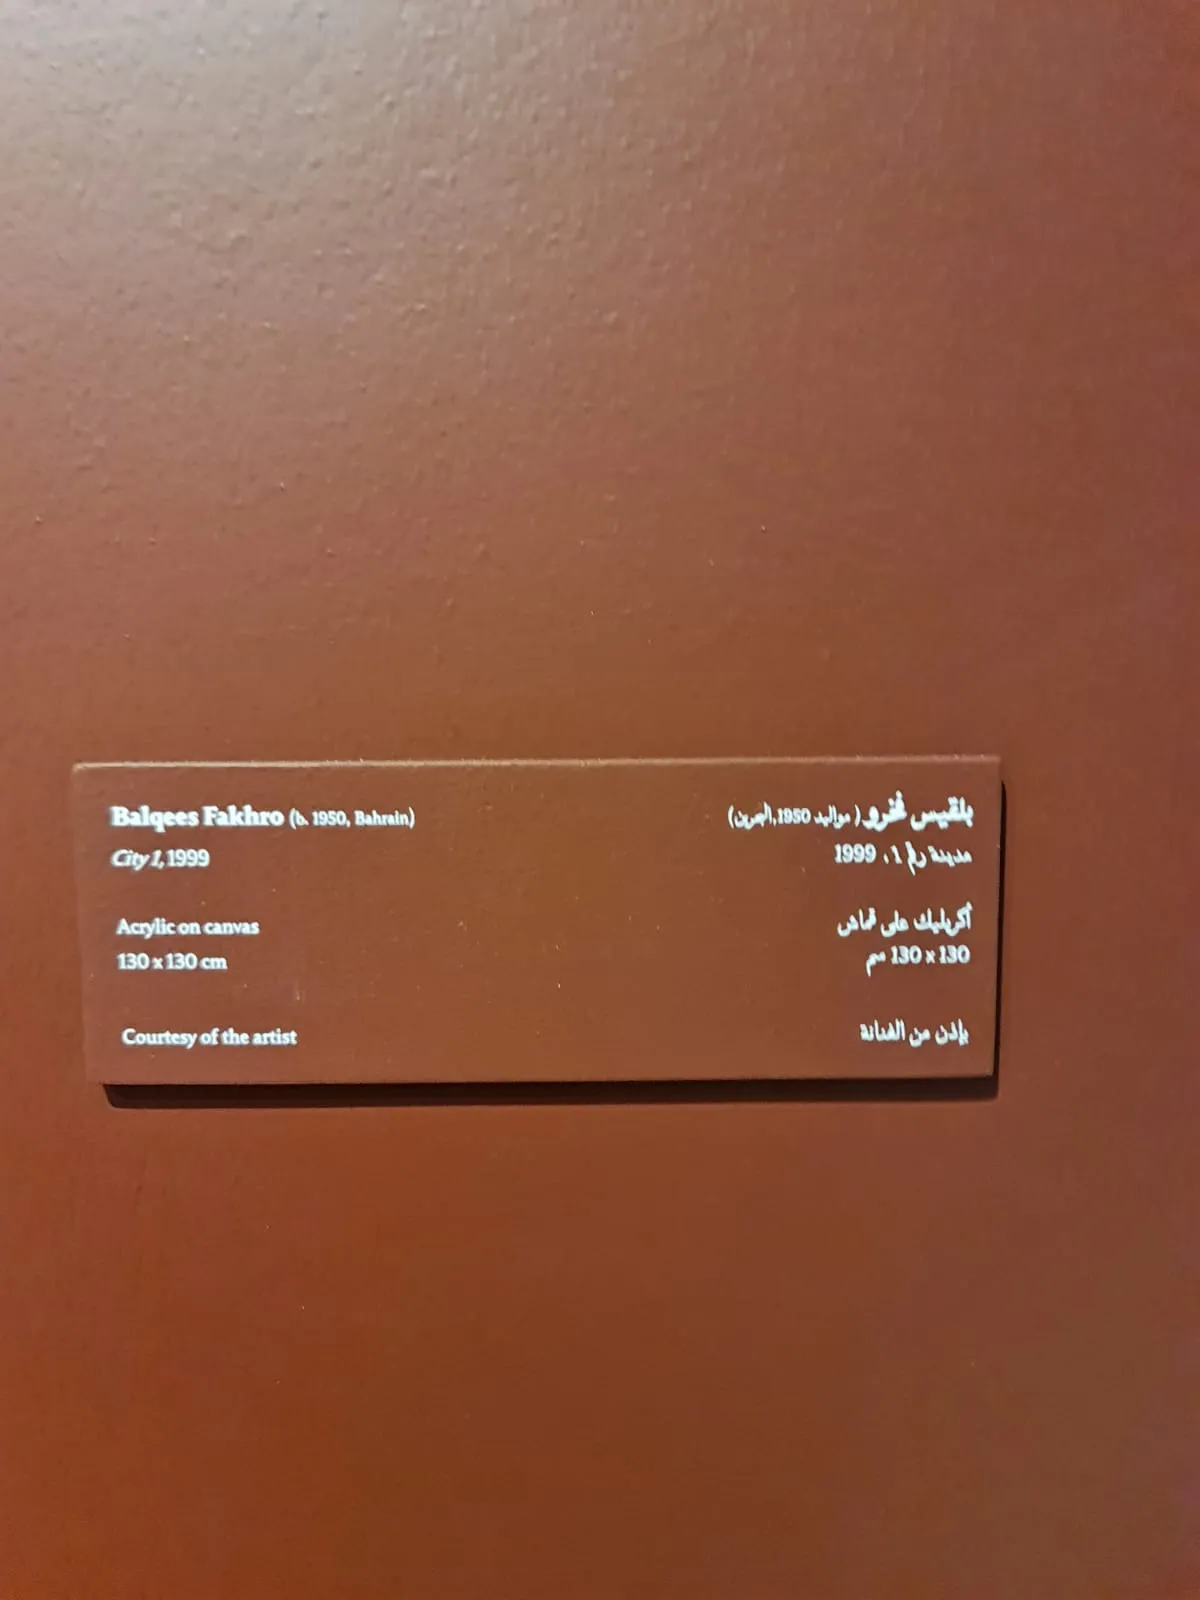 Balqees Fakhro (b. 1950, Bahrain)
City 1, 1999
Acrylic on canvas
130 x 130 cm
Courtesy of the artist
بلقيس فخرو (مواليد 1950, البحرين)
مدينة رقم 1، 1999
أكريليك على قماش
130 x 130 سم
بإذن من الفنانة